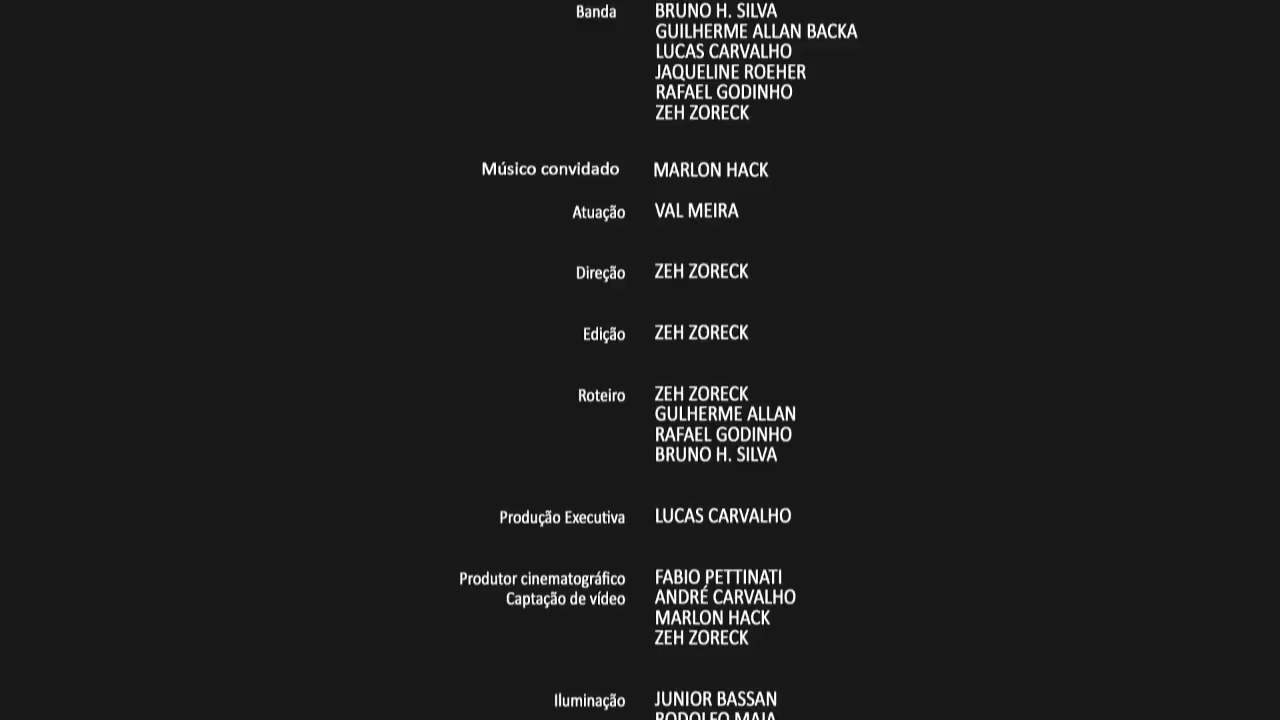 Banda BRUNO H. SILVA
GUILHERME ALLAN BACKA
LUCAS CARVALHO
JAQUELINE ROEHER
RAFAEL GODINHO
ZEH ZORECK
Músico convidado MARLON HACK
Atuação VAL MEIRA
Direção ZEH ZORECK
Edição ZEH ZORECK
Roteiro ZEH ZORECK
GULHERME ALLAN
RAFAEL GODINHO
BRUNO H. SILVA
Produção Executiva LUCAS CARVALHO
Produtor cinematográfico FABIO PETTINATI
Captação de vídeo ANDRÉ CARVALHO
MARLON HACK
ZEH ZORECK
Iluminação JUNIOR BASSAN
RODOLFO MAIA